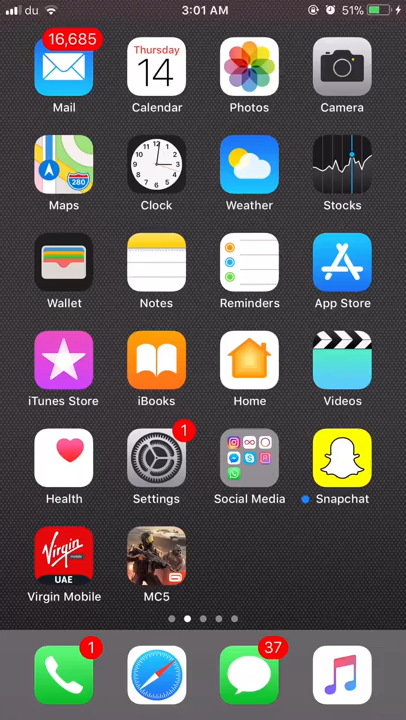 du 3:01 AM 51%
16,685
Thursday
14
Mail Calendar Photos Camera
280
Maps Clock Weather Stocks
Wallet Notes Reminders App Store
iTunes Store iBooks Home Videos
1
Health Settings Social Media Snapchat
Virgin
UAE
Virgin Mobile MC5
1 37